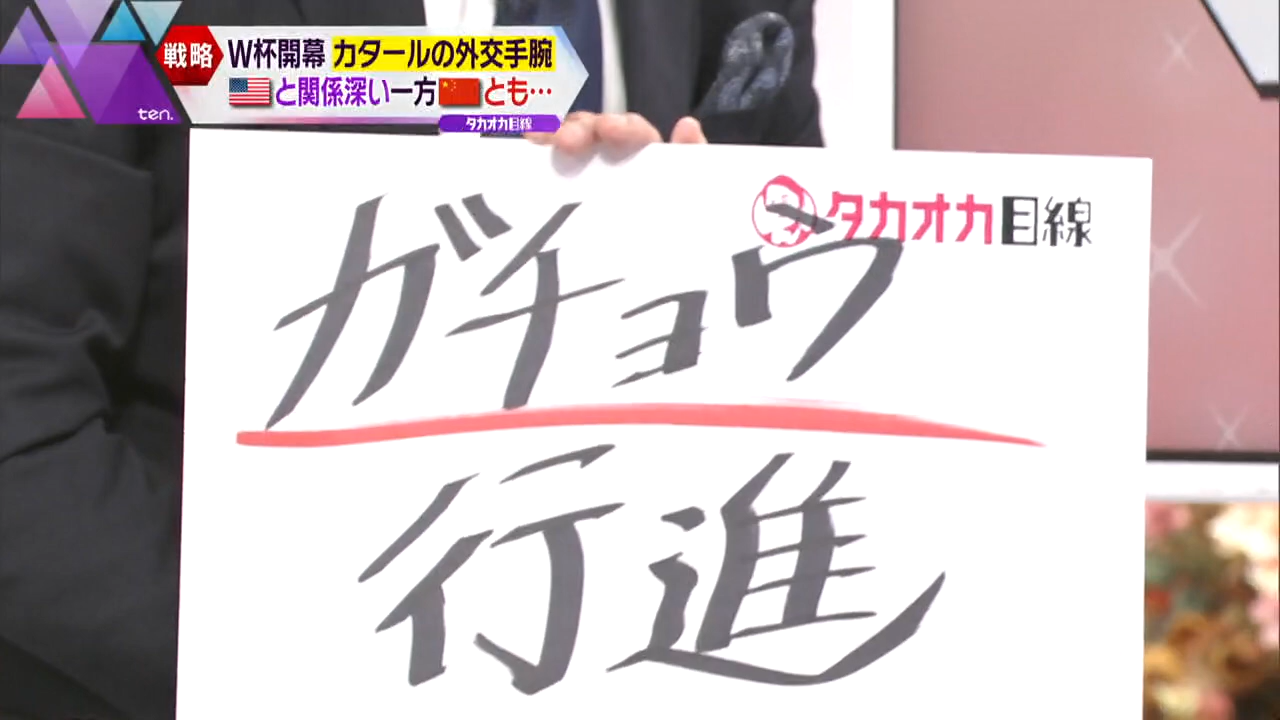 戦略
W杯開幕 カタールの外交手腕
と関係深い一方 とも…
タカオカ目線
ten.
タカオカ目線
ガチョウ
行進